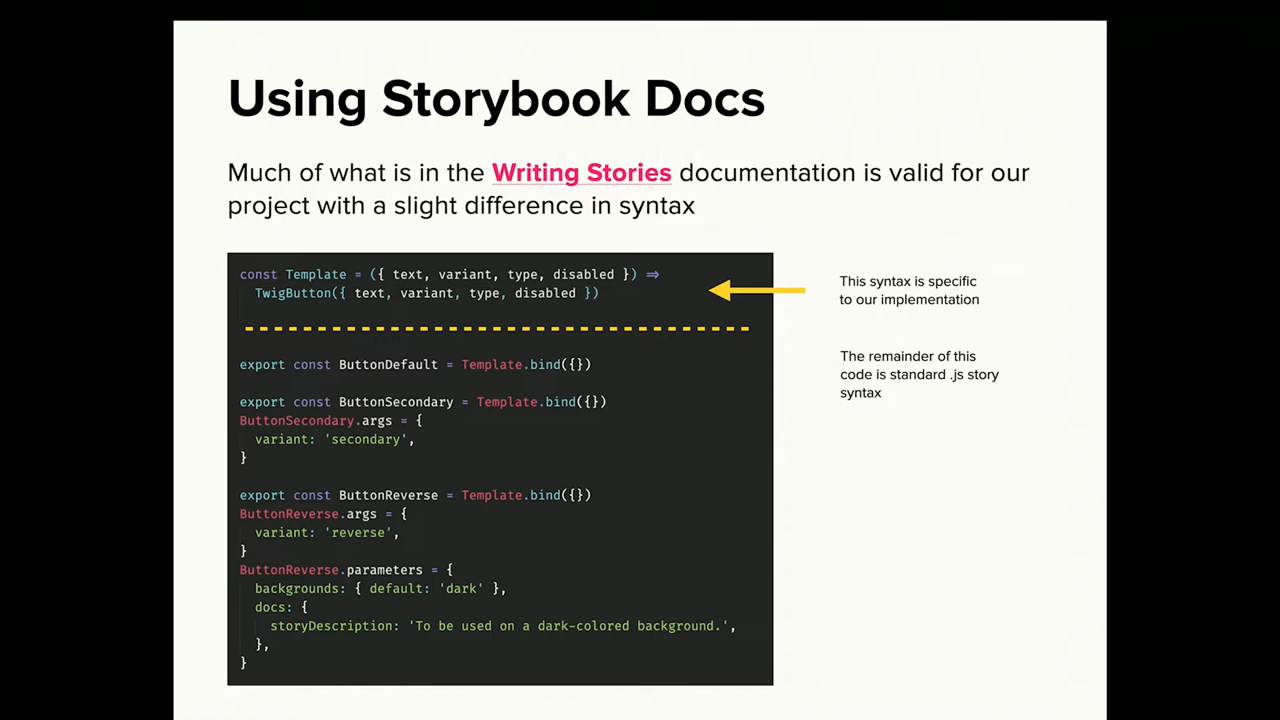 Using Storybook Docs
Much of what is in the Writing Stories documentation is valid for our
project with a slight difference in syntax
const Template = ({ text, variant, type, disabled }) =>
  TwigButton({ text, variant, type, disabled })
This syntax is specific
to our implementation
export const ButtonDefault = Template.bind({})
export const ButtonSecondary = Template.bind({})
ButtonSecondary.args = {
  variant: 'secondary',
}
export const ButtonReverse = Template.bind({})
ButtonReverse.args = {
  variant: 'reverse',
}
ButtonReverse.parameters = {
  backgrounds: { default: 'dark' },
  docs: {
    storyDescription: 'To be used on a dark-colored background.',
  },
}
The remainder of this
code is standard .js story
syntax